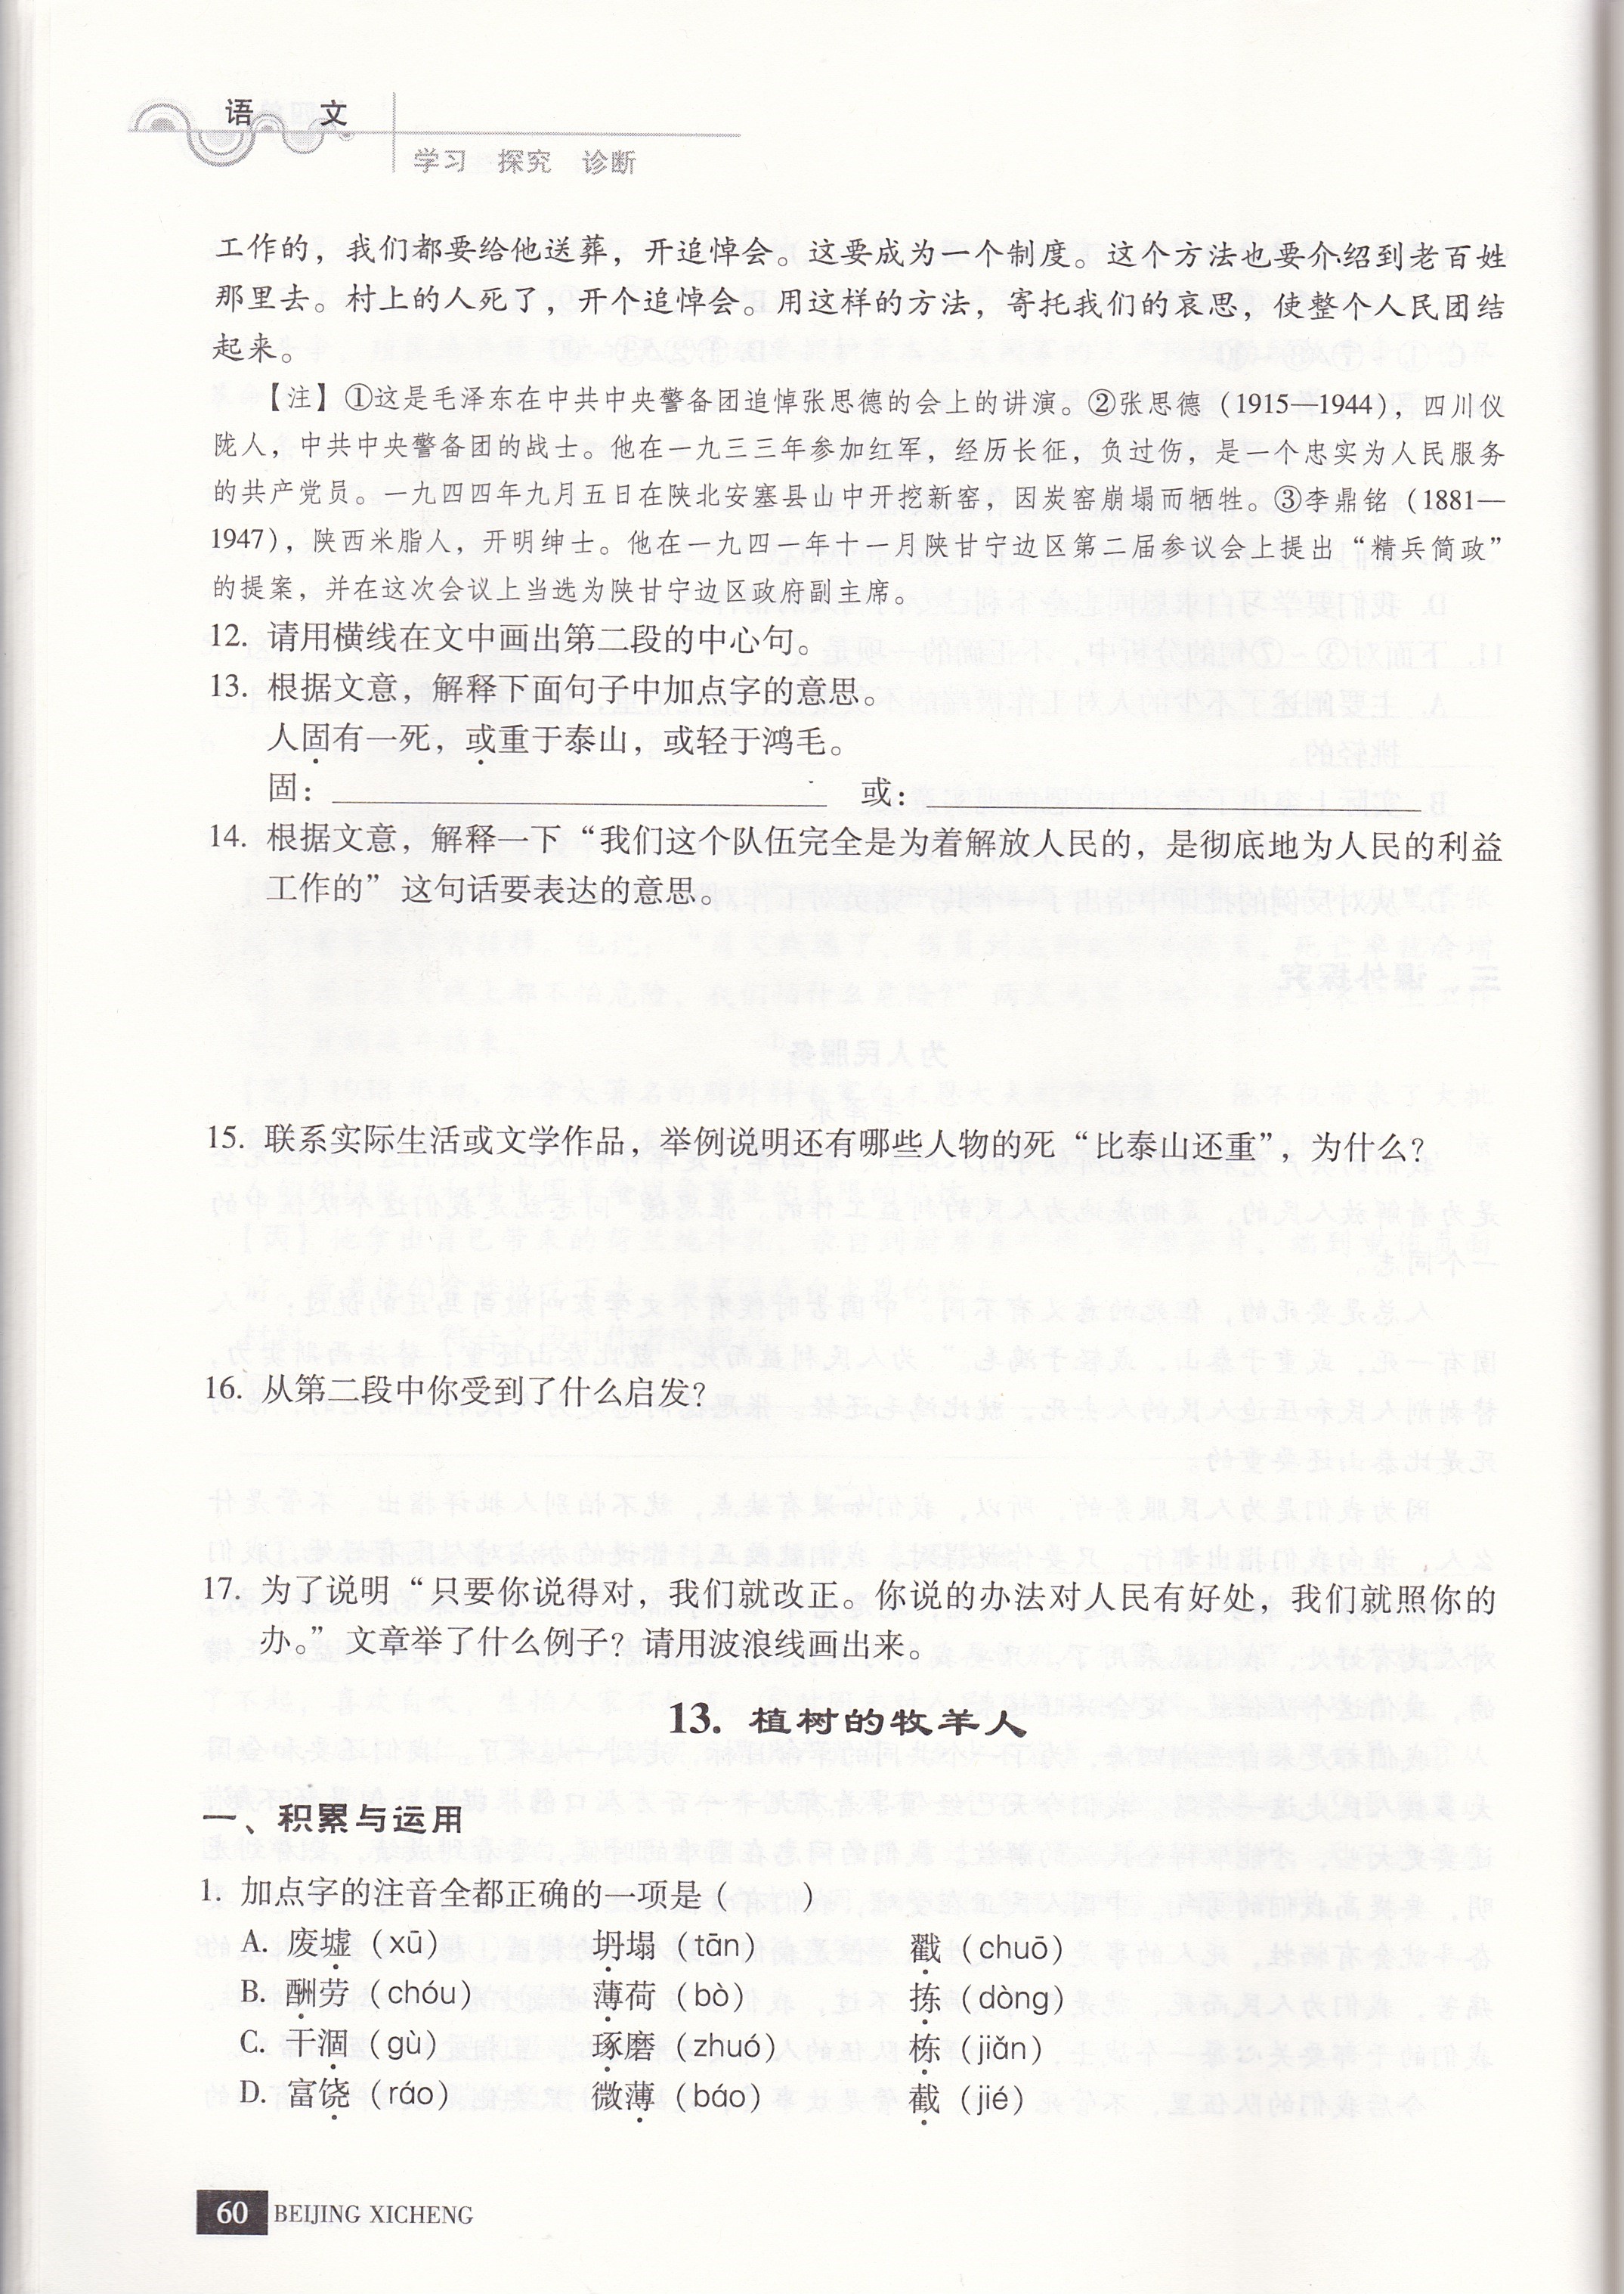 语 文
学习 探究 诊断
工作的，我们都要给他送葬，开追悼会。这要成为一个制度。这个方法也要介绍到老百姓
那里去。村上的人死了，开个追悼会。用这样的方法，寄托我们的哀思，使整个人民团结
起来。
【注】①这是毛泽东在中共中央警备团追悼张思德的会上的讲演。②张思德（1915—1944），四川仪
陇人，中共中央警备团的战士。他在一九三三年参加红军，经历长征，负过伤，是一个忠实为人民服务
的共产党员。一九四四年九月五日在陕北安塞县山中开挖新窑，因炭窑崩塌而牺牲。③李鼎铭（1881—
1947），陕西米脂人，开明绅士。他在一九四一年十一月陕甘宁边区第二届参议会上提出“精兵简政”
的提案，并在这次会议上当选为陕甘宁边区政府副主席。
12. 请用横线在文中画出第二段的中心句。
13. 根据文意，解释下面句子中加点字的意思。
人固有一死，或重于泰山，或轻于鸿毛。
固：　或：
14. 根据文意，解释一下“我们这个队伍完全是为着解放人民的，是彻底地为人民的利益
工作的”这句话要表达的意思。
15. 联系实际生活或文学作品，举例说明还有哪些人物的死“比泰山还重”，为什么？
16. 从第二段中你受到了什么启发？
17. 为了说明“只要你说得对，我们就改正。你说的办法对人民有好处，我们就照你的
办。”文章举了什么例子？请用波浪线画出来。
13. 植树的牧羊人
一、积累与运用
1. 加点字的注音全都正确的一项是（　　）
A. 废墟（xū）　坍塌（tān）　戳（chuō）
B. 酬劳（chóu）　薄荷（bò）　拣（dòng）
C. 干涸（gù）　琢磨（zhuó）　栋（jiǎn）
D. 富饶（ráo）　微薄（báo）　截（jié）
60 BEIJING XICHENG